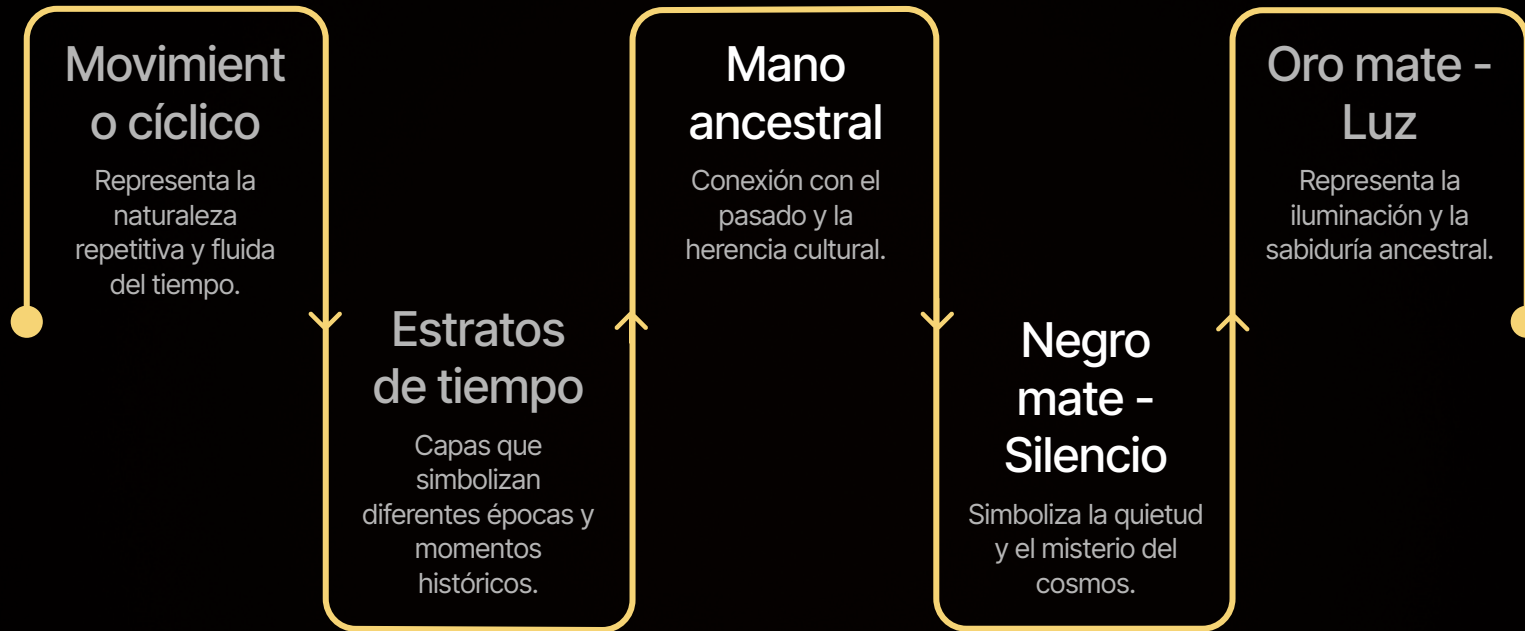 Movimient
o cíclico
Representa la
naturaleza
repetitiva y fluida
del tiempo.
Estratos
de tiempo
Capas que
simbolizan
diferentes épocas y
momentos
históricos.
Mano
ancestral
Conexión con el
pasado y la
herencia cultural.
Negro
mate -
Silencio
Simboliza la quietud
y el misterio del
cosmos.
Oro mate -
Luz
Representa la
iluminación y la
sabiduría ancestral.